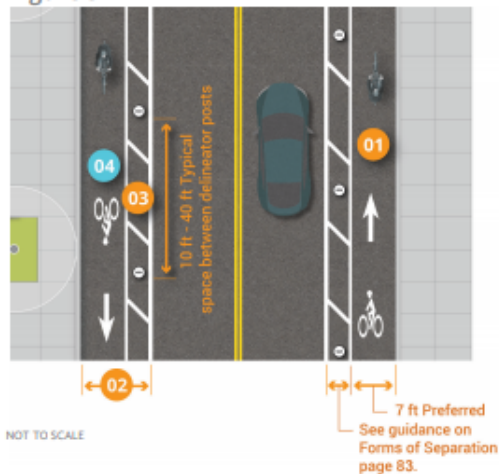 01
04
03
10 ft - 40 ft Typical
space between delineator posts
02
7 ft Preferred
See guidance on
Forms of Separation
page 83.
NOT TO SCALE